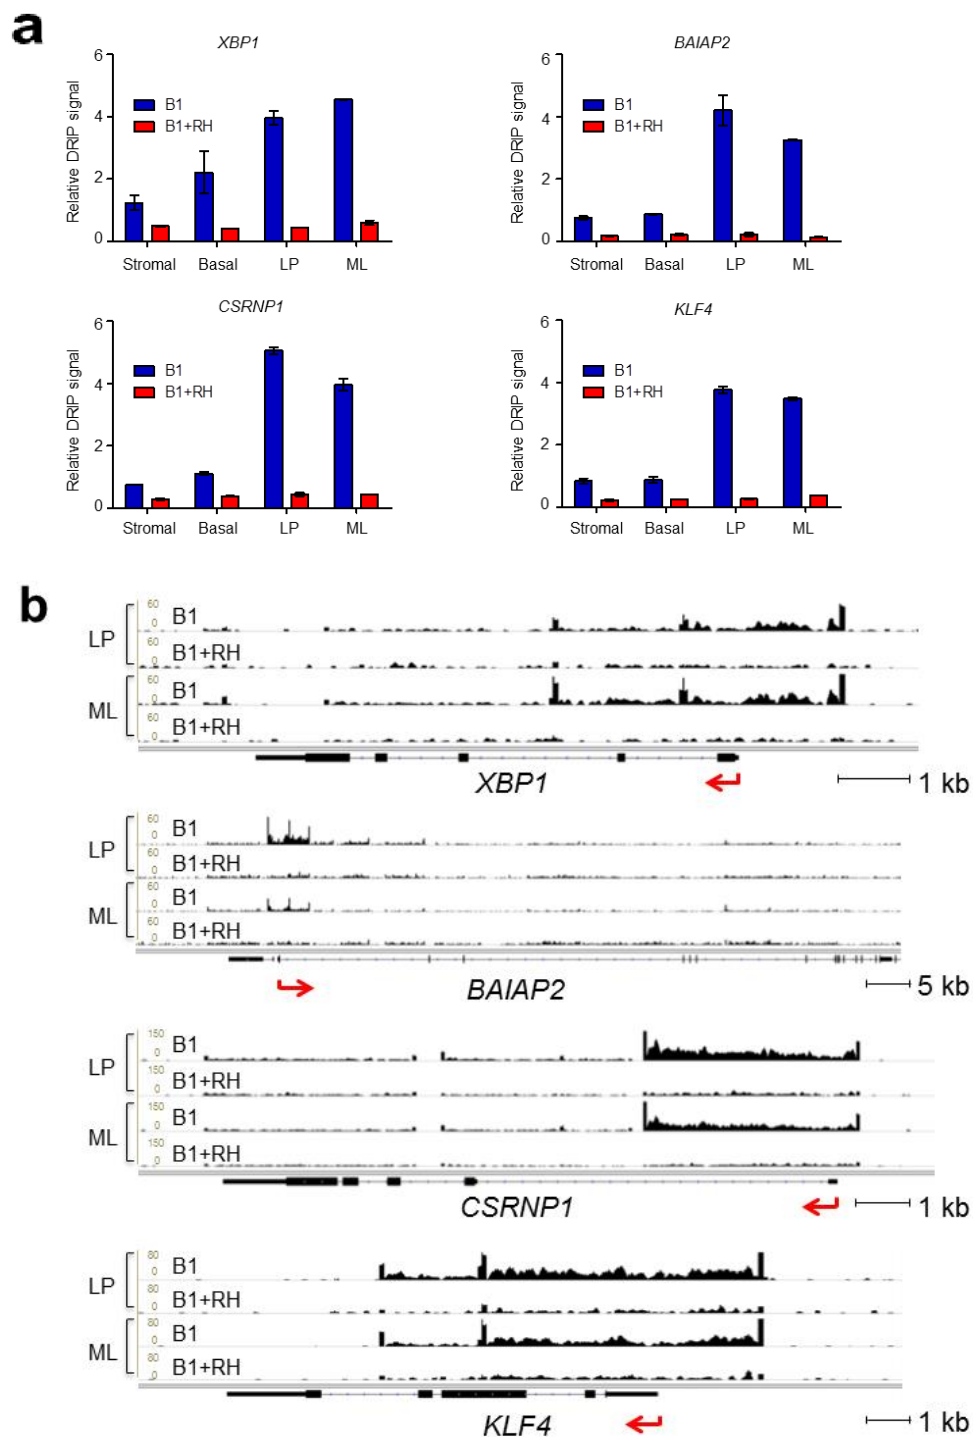 a
XBP1
6
4
2
0
Relative DRIP signal
B1
B1+RH
Stromal Basal LP ML
BAIAP2
6
4
2
0
Relative DRIP signal
B1
B1+RH
Stromal Basal LP ML
CSRNP1
6
4
2
0
Relative DRIP signal
B1
B1+RH
Stromal Basal LP ML
KLF4
6
4
2
0
Relative DRIP signal
B1
B1+RH
Stromal Basal LP ML
b
LP
60
0
B1
60
0
B1+RH
ML
60
0
B1
60
0
B1+RH
XBP1
1 kb
LP
60
0
B1
60
0
B1+RH
ML
60
0
B1
60
0
B1+RH
BAIAP2
5 kb
LP
150
0
B1
150
0
B1+RH
ML
150
0
B1
150
0
B1+RH
CSRNP1
1 kb
LP
80
0
B1
80
0
B1+RH
ML
80
0
B1
80
0
B1+RH
KLF4
1 kb